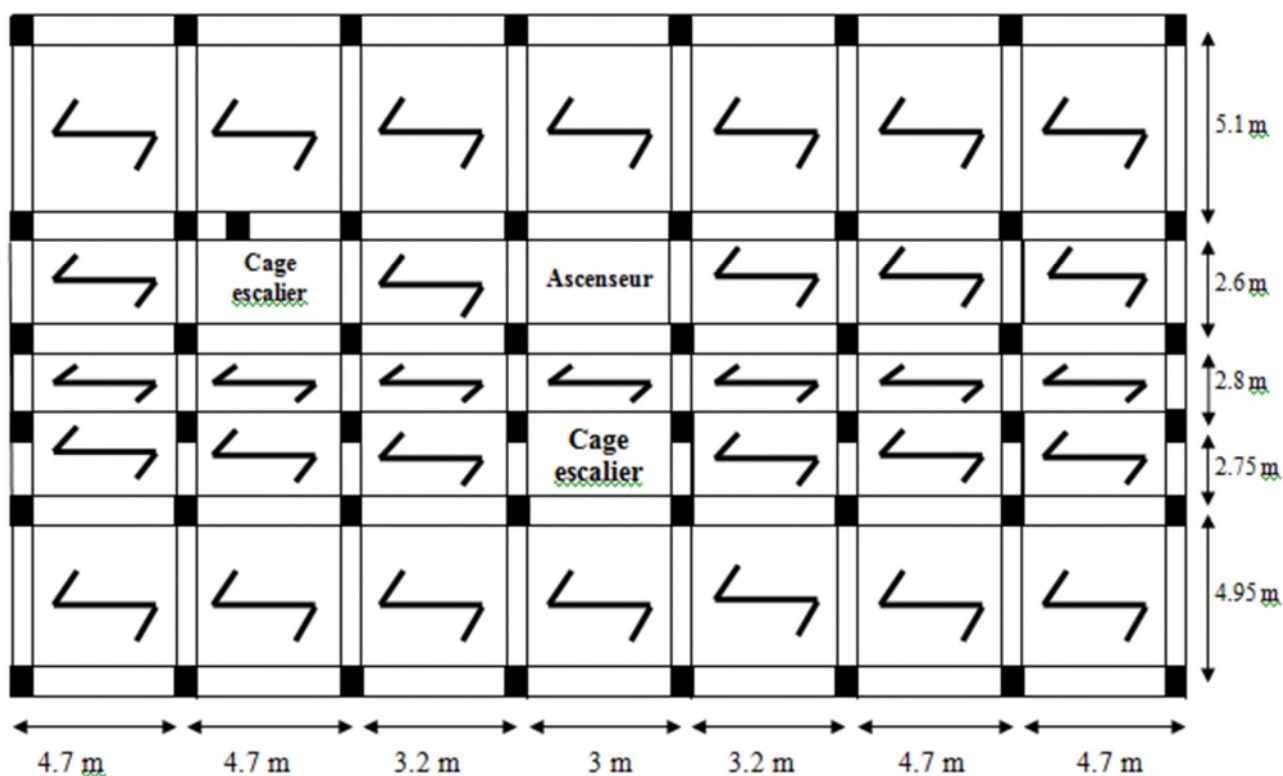 5.1 m
Cage
escalier
Ascenseur
2.6 m
2.8 m
Cage
escalier
2.75 m
4.95 m
4.7 m
4.7 m
3.2 m
3 m
3.2 m
4.7 m
4.7 m